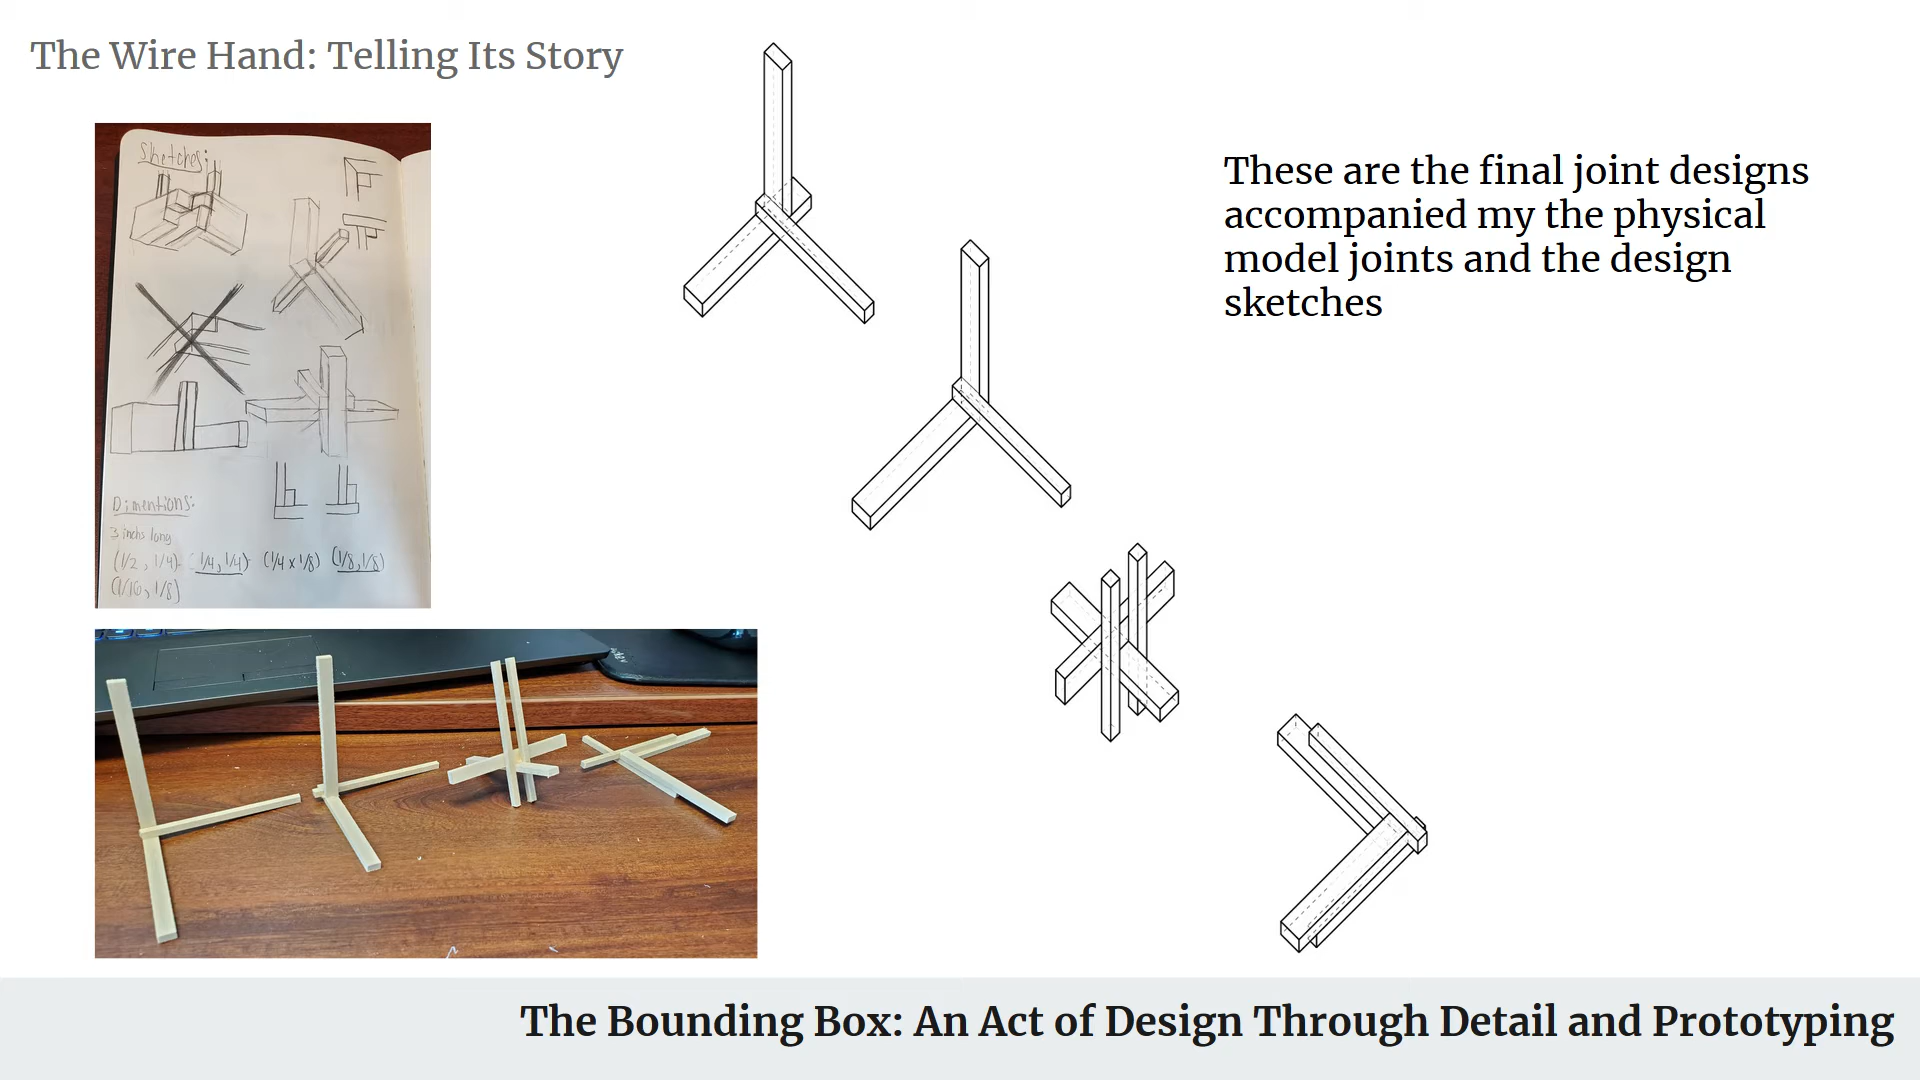 The Wire Hand: Telling Its Story
Sketches:
Dimentions:
3 inchs long
(1/2, 1/4) (1/4, 1/4) (1/4 x 1/8) (1/8, 1/8)
(1/16, 1/8)
These are the final joint designs
accompanied my the physical
model joints and the design
sketches
The Bounding Box: An Act of Design Through Detail and Prototyping